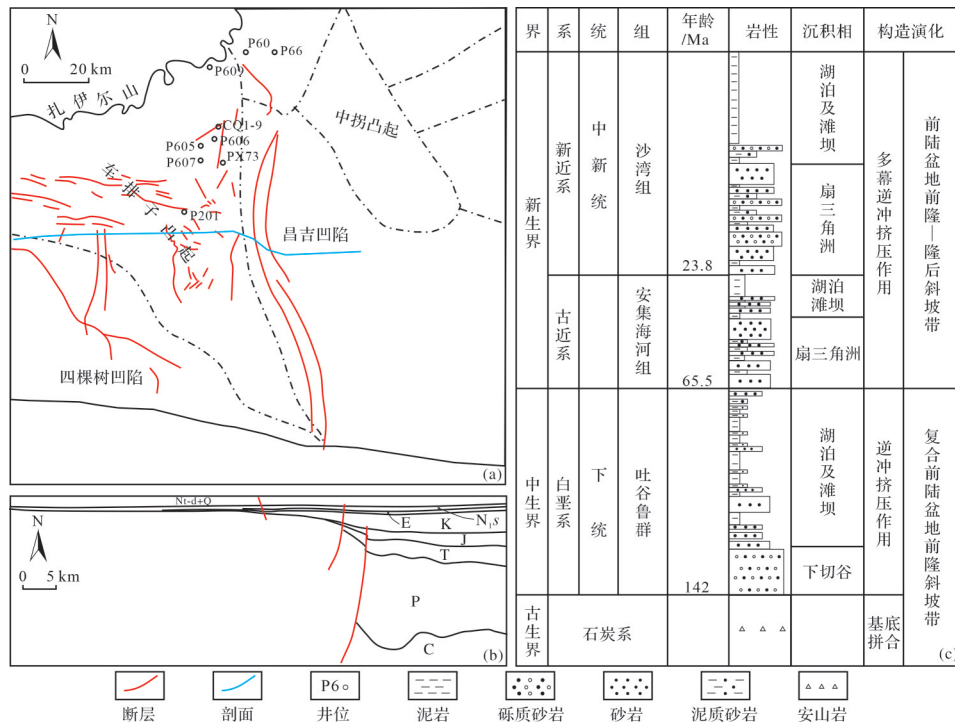 N
0 20 km
扎伊尔山
P60
P66
P609
中拐凸起
CQ1-9
P605
P606
P607
PX73
车排子凸起
P201
昌吉凹陷
四棵树凹陷
(a)
N
0 5 km
Nt-d+Q
E
K
N₁s
J
T
P
C
(b)
界 系 统 组 年龄/Ma 岩性 沉积相 构造演化
新生界
新近系
中新统
沙湾组
23.8
湖泊及滩坝
扇三角洲
多幕逆冲挤压作用
前陆盆地前隆—隆后斜坡带
古近系
安集海河组
65.5
湖泊滩坝
扇三角洲
中生界
白垩系
下统
吐谷鲁群
142
湖泊及滩坝
下切谷
逆冲挤压作用
复合前陆盆地前隆斜坡带
古生界
石炭系
基底拼合
(c)
P6
断层 剖面 井位 泥岩 砾质砂岩 砂岩 泥质砂岩 安山岩